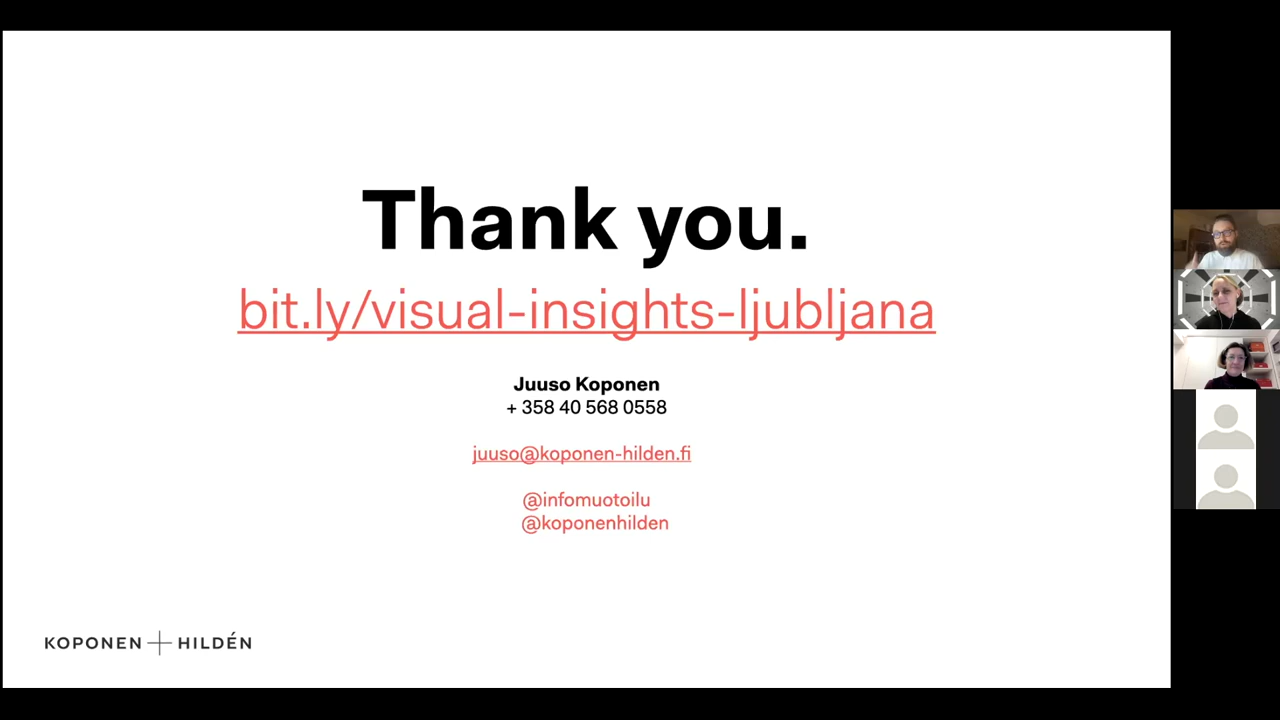 Thank you.
bit.ly/visual-insights-ljubljana
Juuso Koponen
+ 358 40 568 0558
juuso@koponen-hilden.fi
@infomuotoilu
@koponenhilden
KOPONEN + HILDÉN